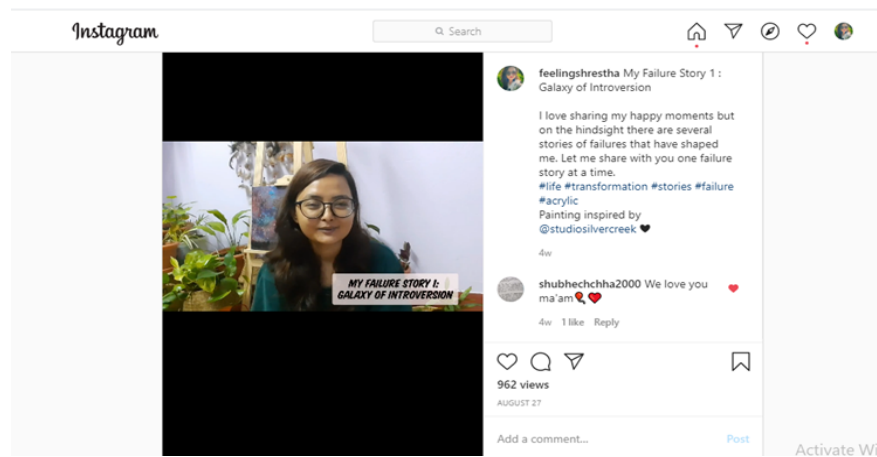 Instagram
Search
feelingshrestha My Failure Story 1 :
Galaxy of Introversion
I love sharing my happy moments but
on the hindsight there are several
stories of failures that have shaped
me. Let me share with you one failure
story at a time.
#life #transformation #stories #failure
#acrylic
Painting inspired by
@studiosilvercreek
4w
MY FAILURE STORY 1:
GALAXY OF INTROVERSION
shubhechchha2000 We love you
ma'am
4w 1 like Reply
962 views
AUGUST 27
Add a comment... Post
Activate Wi